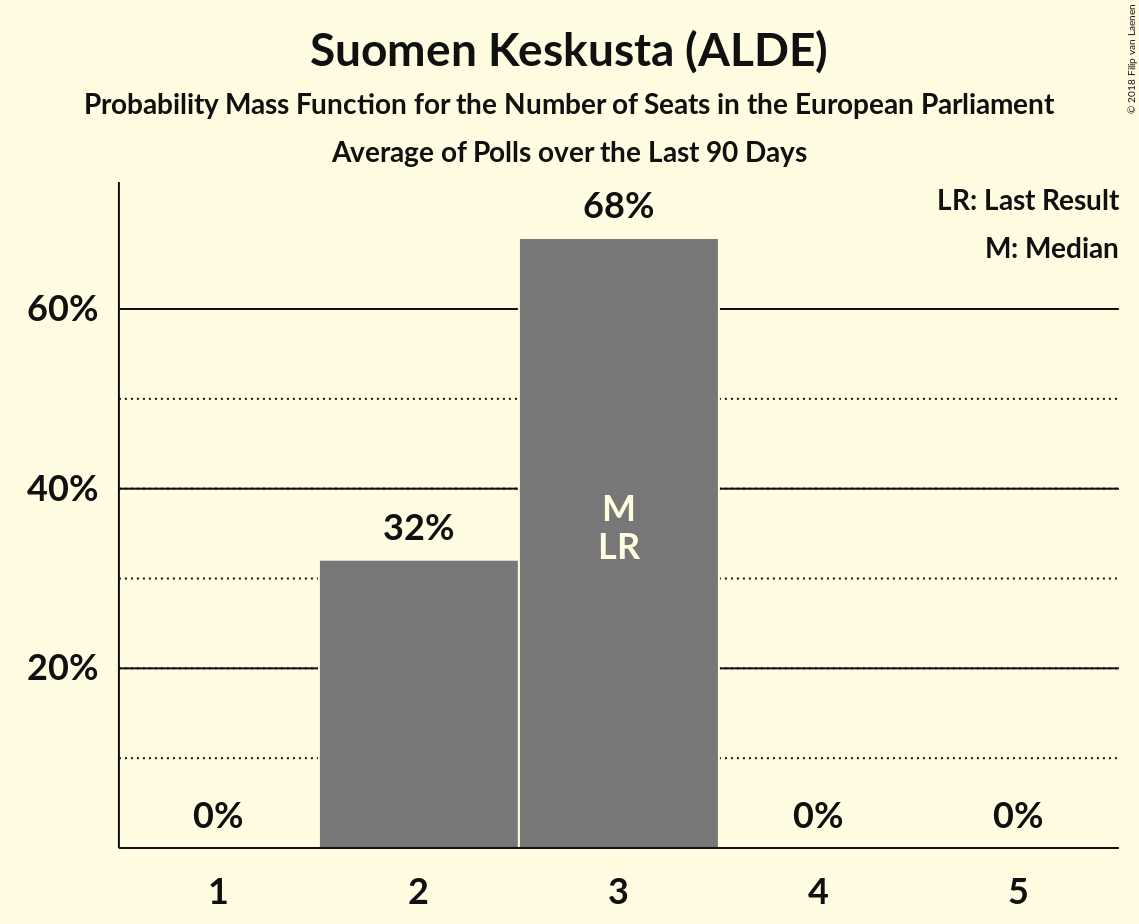 Suomen Keskusta (ALDE)
Probability Mass Function for the Number of Seats in the European Parliament
Average of Polls over the Last 90 Days
© 2018 Filip van Laenen
LR: Last Result
M: Median
68%
60%
40%
32%
M
LR
20%
0%
0%
0%
1
2
3
4
5